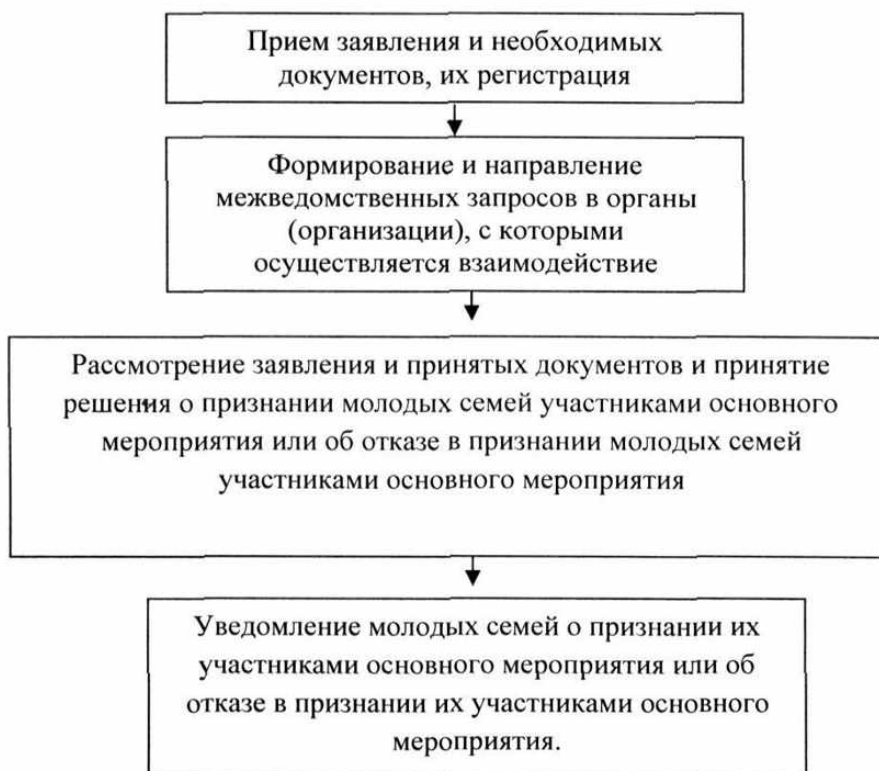 Прием заявления и необходимых
документов, их регистрация
Формирование и направление
межведомственных запросов в органы
(организации), с которыми
осуществляется взаимодействие
Рассмотрение заявления и принятых документов и принятие
решения о признании молодых семей участниками основного
мероприятия или об отказе в признании молодых семей
участниками основного мероприятия
Уведомление молодых семей о признании их
участниками основного мероприятия или об
отказе в признании их участниками основного
мероприятия.